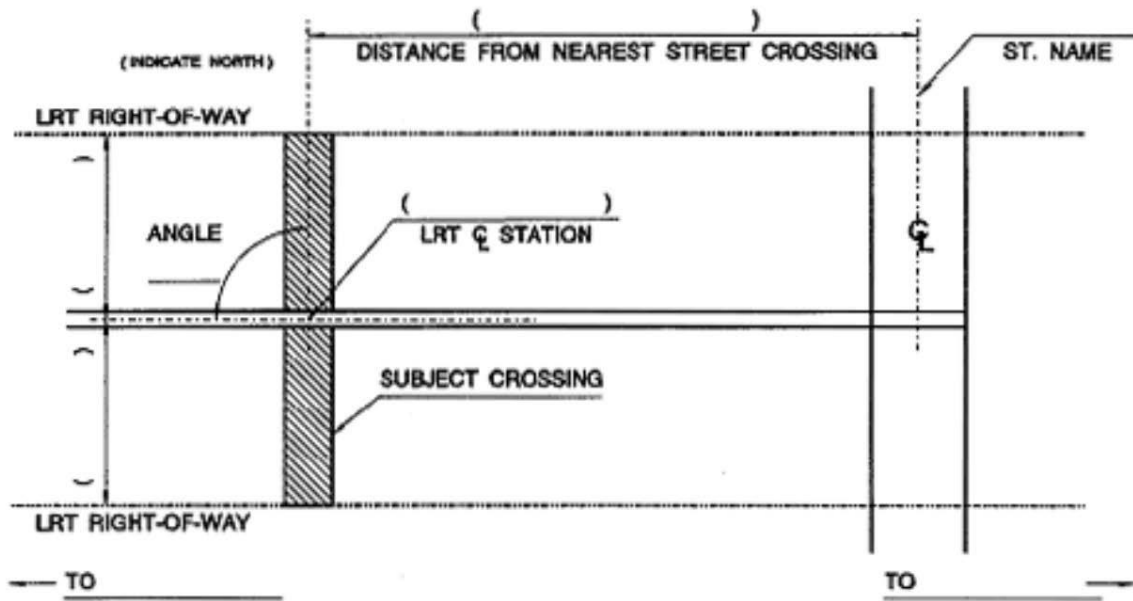 (                    )
DISTANCE FROM NEAREST STREET CROSSING
ST. NAME
(INDICATE NORTH)
LRT RIGHT-OF-WAY
(          )
ANGLE
(                    )
LRT ℄ STATION
℄
(          )
SUBJECT CROSSING
LRT RIGHT-OF-WAY
TO
TO